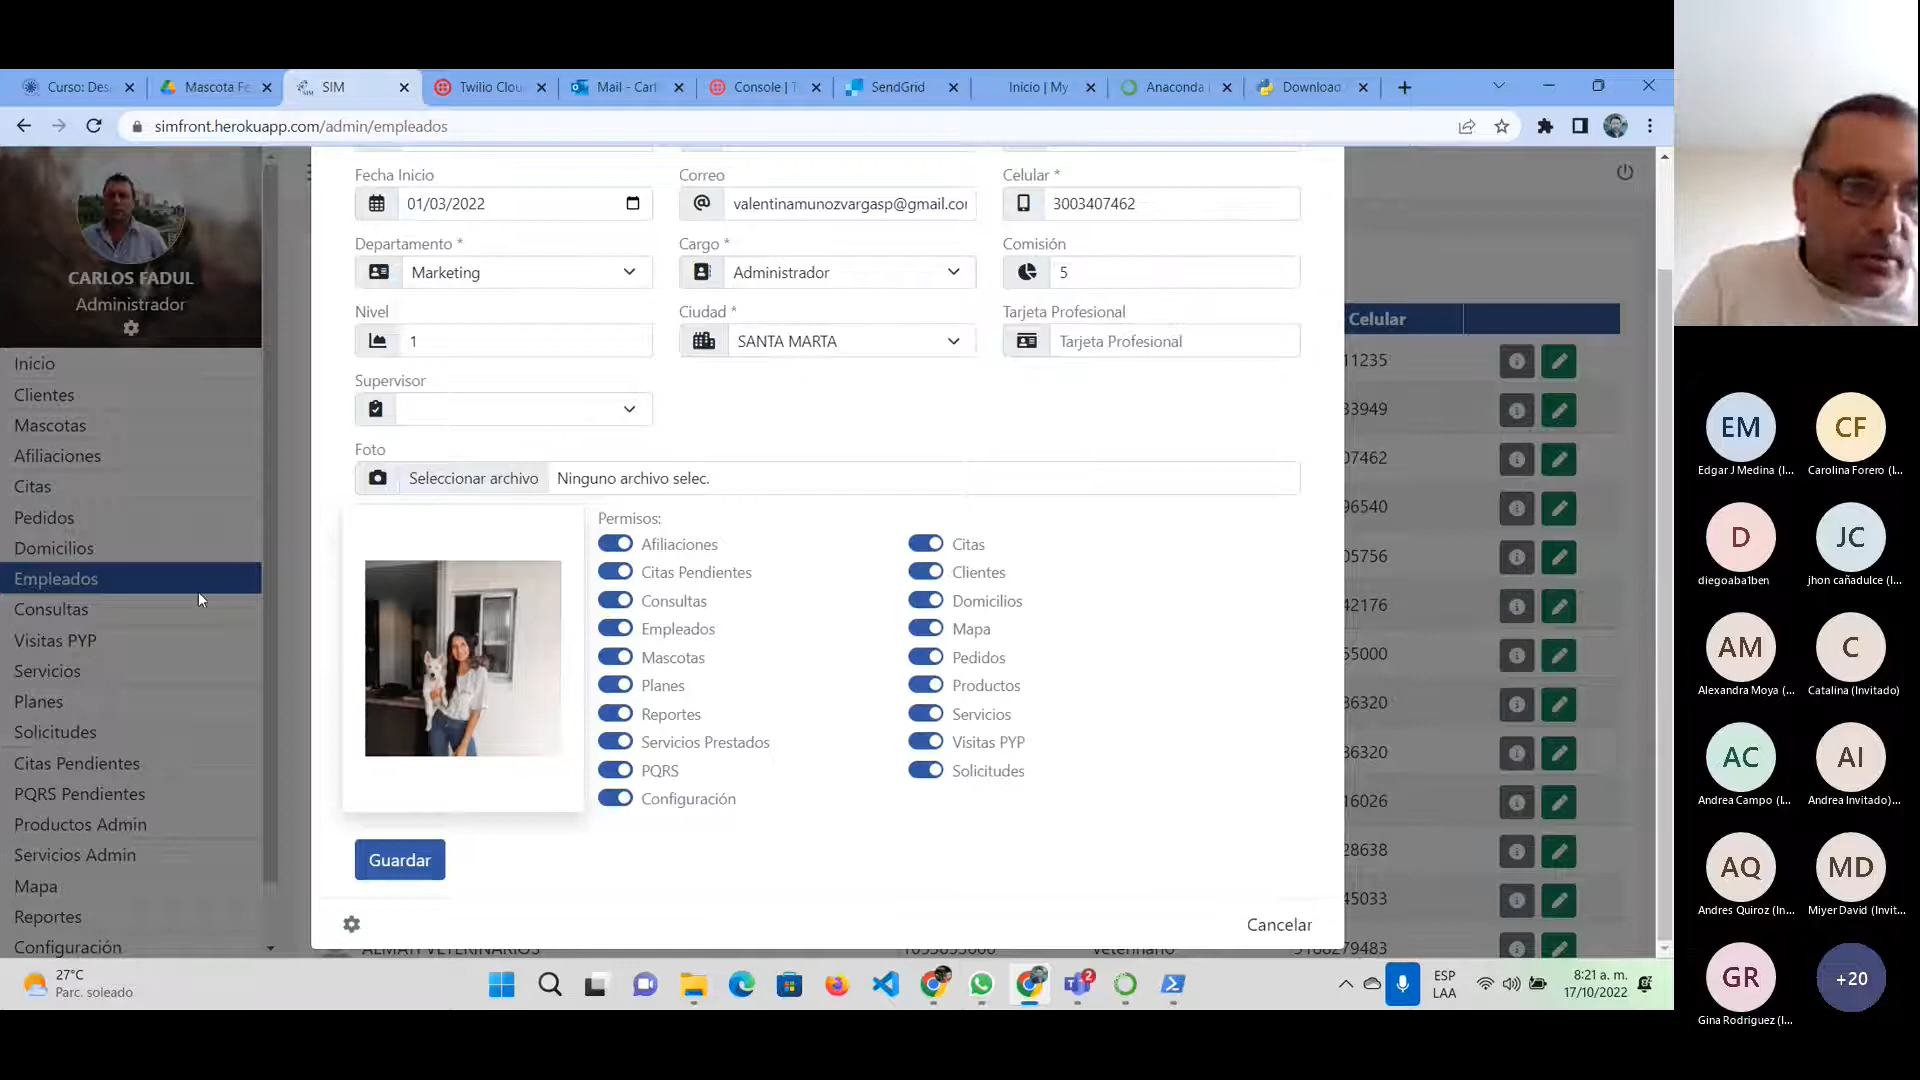 Curso: Des
Mascota Fe
SIM
Twilio Clou
Mail - Carl
Console | T
SendGrid
Inicio | My
Anaconda
Download
simfront.herokuapp.com/admin/empleados
CARLOS FADUL
Administrador
Inicio
Clientes
Mascotas
Afiliaciones
Citas
Pedidos
Domicilios
Empleados
Consultas
Visitas PYP
Servicios
Planes
Solicitudes
Citas Pendientes
PQRS Pendientes
Productos Admin
Servicios Admin
Mapa
Reportes
Configuración
Fecha Inicio
Correo
Celular *
01/03/2022
valentinamunozvargasp@gmail.cor
3003407462
Departamento *
Cargo *
Comisión
Marketing
Administrador
5
Nivel
Ciudad *
Tarjeta Profesional
1
SANTA MARTA
Tarjeta Profesional
Supervisor
Foto
Seleccionar archivo
Ninguno archivo selec.
Permisos:
Afiliaciones
Citas
Citas Pendientes
Clientes
Consultas
Domicilios
Empleados
Mapa
Mascotas
Pedidos
Planes
Productos
Reportes
Servicios
Servicios Prestados
Visitas PYP
PQRS
Solicitudes
Configuración
Guardar
Cancelar
Celular
11235
33949
07462
96540
05756
42176
55000
36320
36320
16026
28638
45033
EM
Edgar J Medina (I...
CF
Carolina Forero (I...
D
diegoaba1ben
JC
jhon cañadulce (I...
AM
Alexandra Moya (...
C
Catalina (Invitado)
AC
Andrea Campo (I...
AI
Andrea Invitado)...
AQ
Andres Quiroz (In...
MD
Miyer David (Invit...
GR
Gina Rodriguez (I...
+20
27°C
Parc. soleado
2
ESP
LAA
8:21 a. m.
17/10/2022